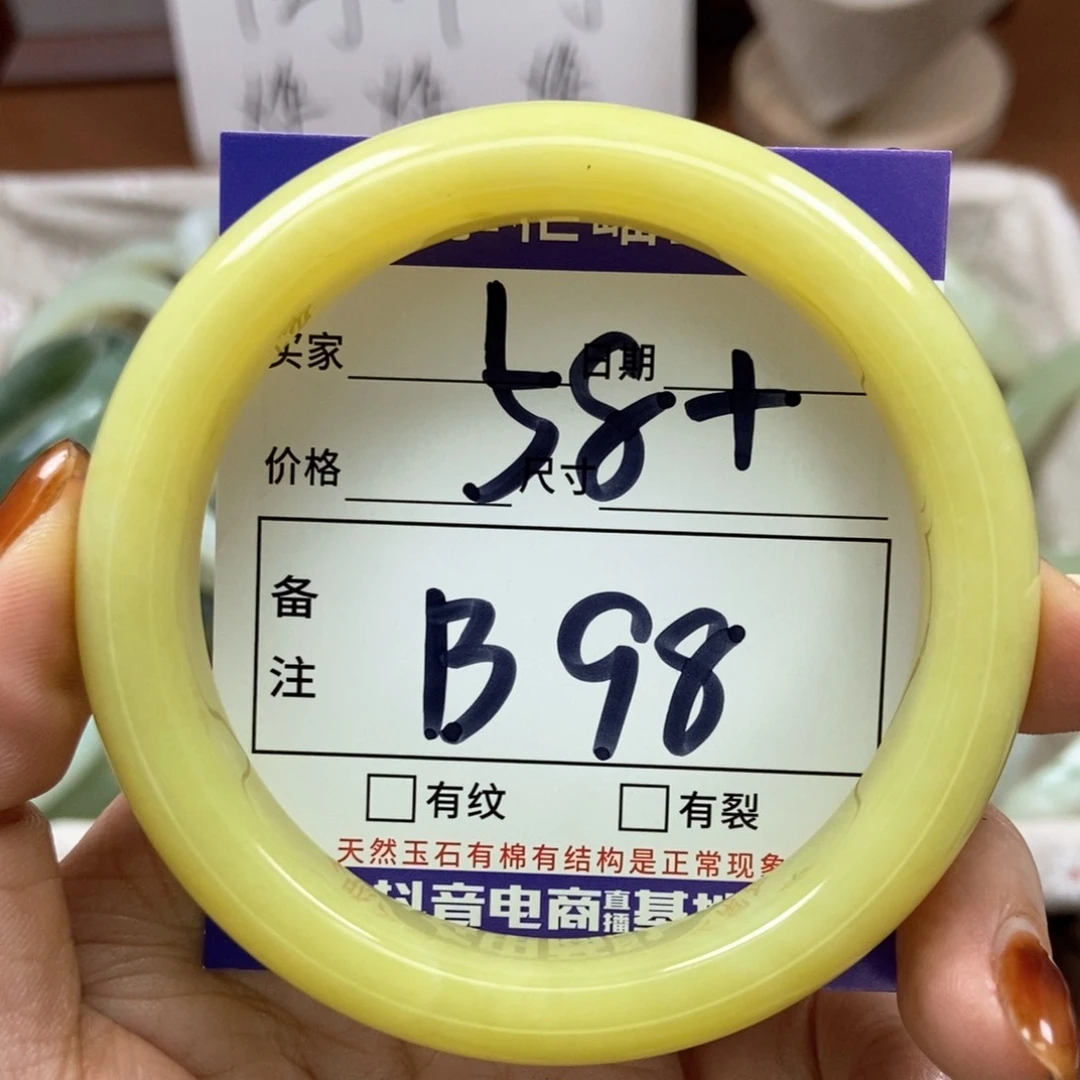 买家 日期
58+
价格 尺寸
备注
B98
□有纹 □有裂
天然玉石有棉有结构是正常现象
抖音电商直播基地